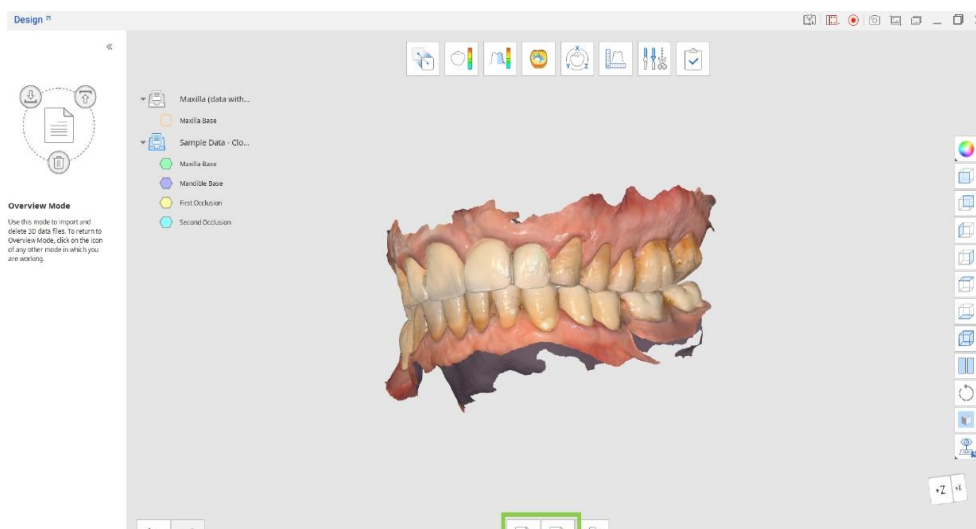 Design
Maxilla (data with...
Maxilla Base
Sample Data - Clo...
Maxilla Base
Mandible Base
First Occlusion
Second Occlusion
Overview Mode
Use this mode to import and
delete 3D data files. To return to
Overview Mode, click on the icon
of any other mode in which you
are working.
X
Y
Z
+Z
+X